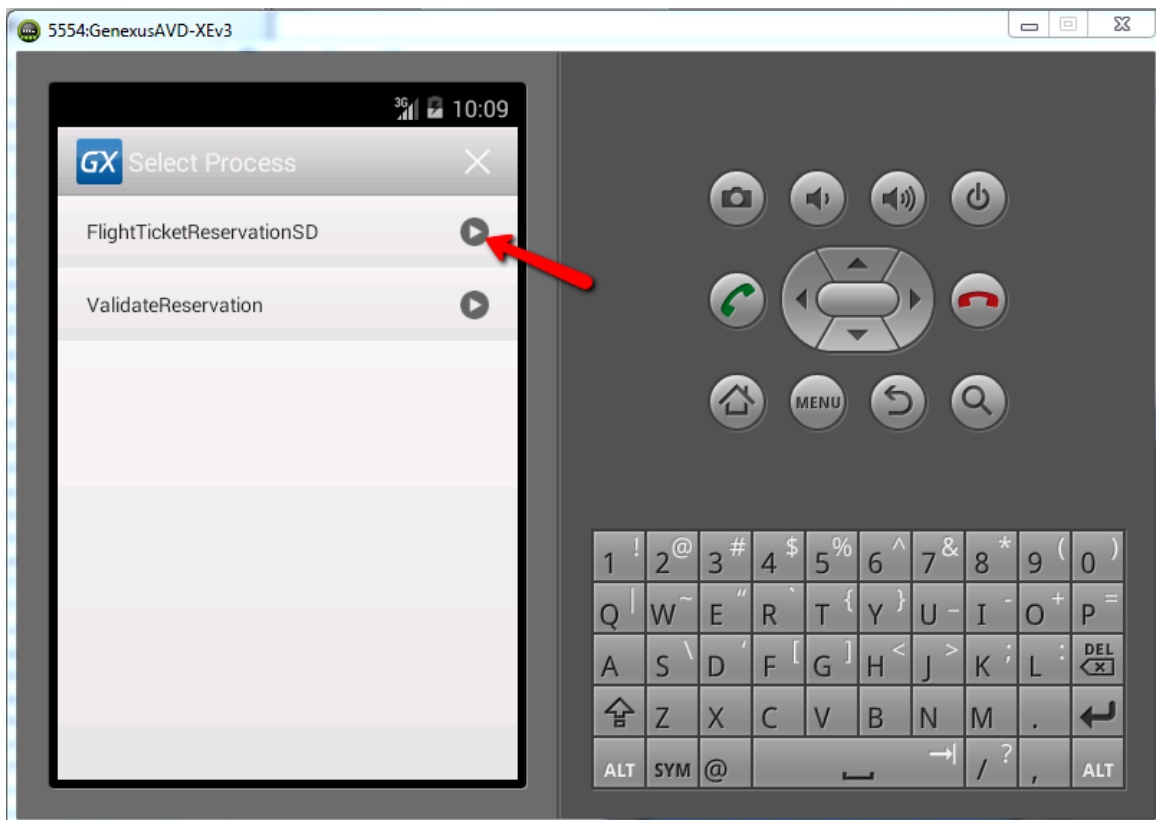 5554:GenexusAVD-XEv3
3G 10:09
GX Select Process
FlightTicketReservationSD
ValidateReservation
MENU
1 ! 2 @ 3 # 4 $ 5 % 6 ^ 7 & 8 * 9 ( 0 )
Q | W ~ E " R ` T { Y } U _ I - O + P =
A S \ D ' F [ G ] H < J > K ; L : DEL
Z X C V B N M .
ALT SYM @ / ? , ALT